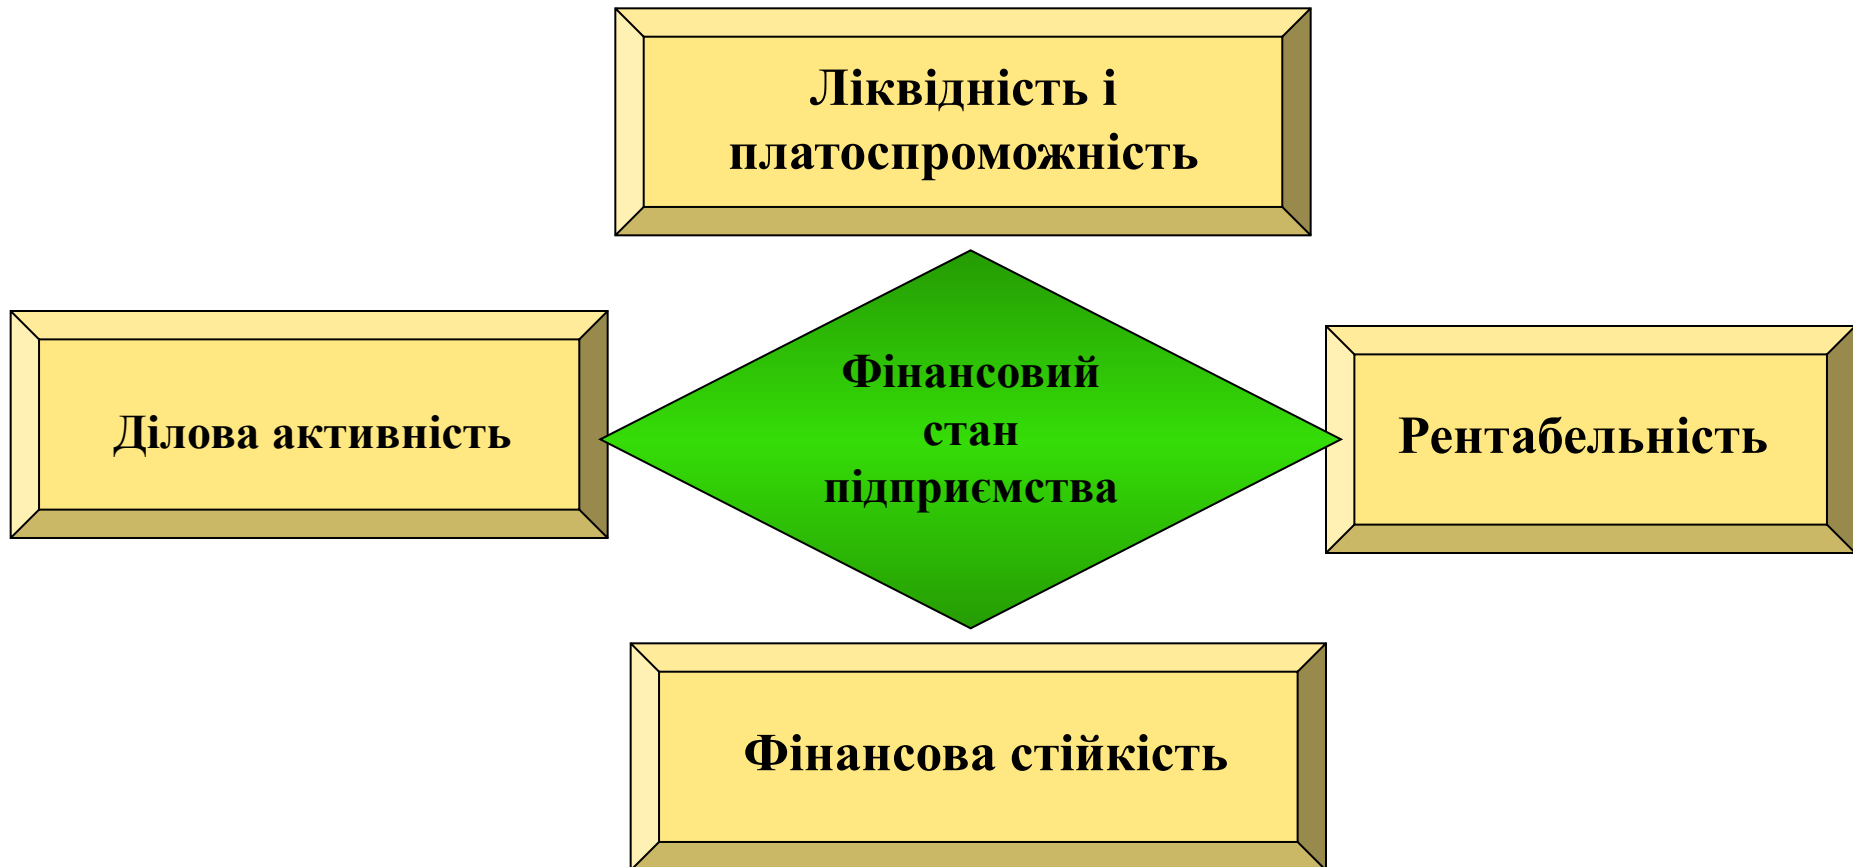 Ліквідність і
платоспроможність
Ділова активність
Фінансовий
стан
підприємства
Рентабельність
Фінансова стійкість